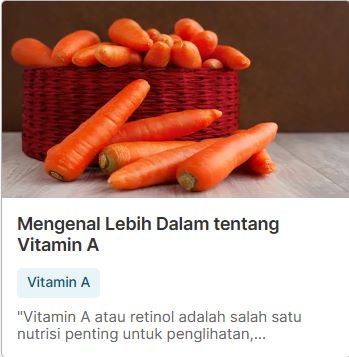 Mengenal Lebih Dalam tentang
Vitamin A
Vitamin A
"Vitamin A atau retinol adalah salah satu
nutrisi penting untuk penglihatan,...